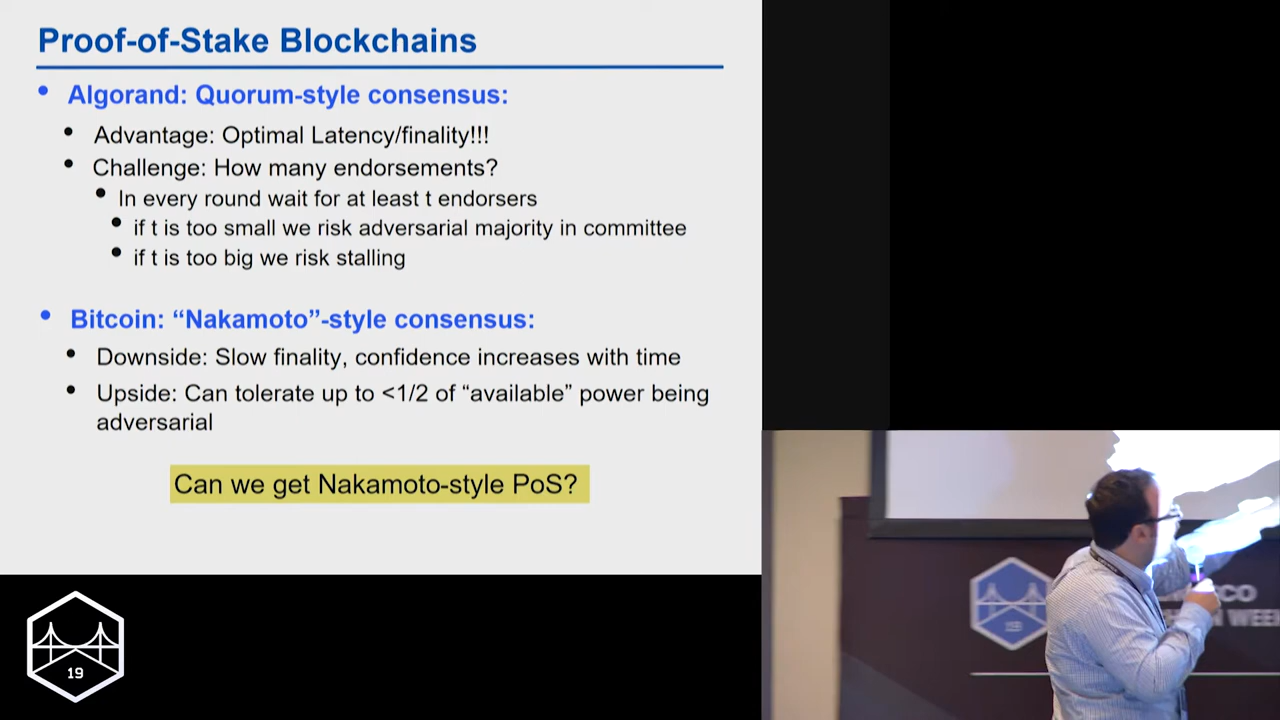 Proof-of-Stake Blockchains
• Algorand: Quorum-style consensus:
• Advantage: Optimal Latency/finality!!!
• Challenge: How many endorsements?
• In every round wait for at least t endorsers
• if t is too small we risk adversarial majority in committee
• if t is too big we risk stalling
• Bitcoin: “Nakamoto”-style consensus:
• Downside: Slow finality, confidence increases with time
• Upside: Can tolerate up to <1/2 of “available” power being
adversarial
Can we get Nakamoto-style PoS?
19
19
WEEK